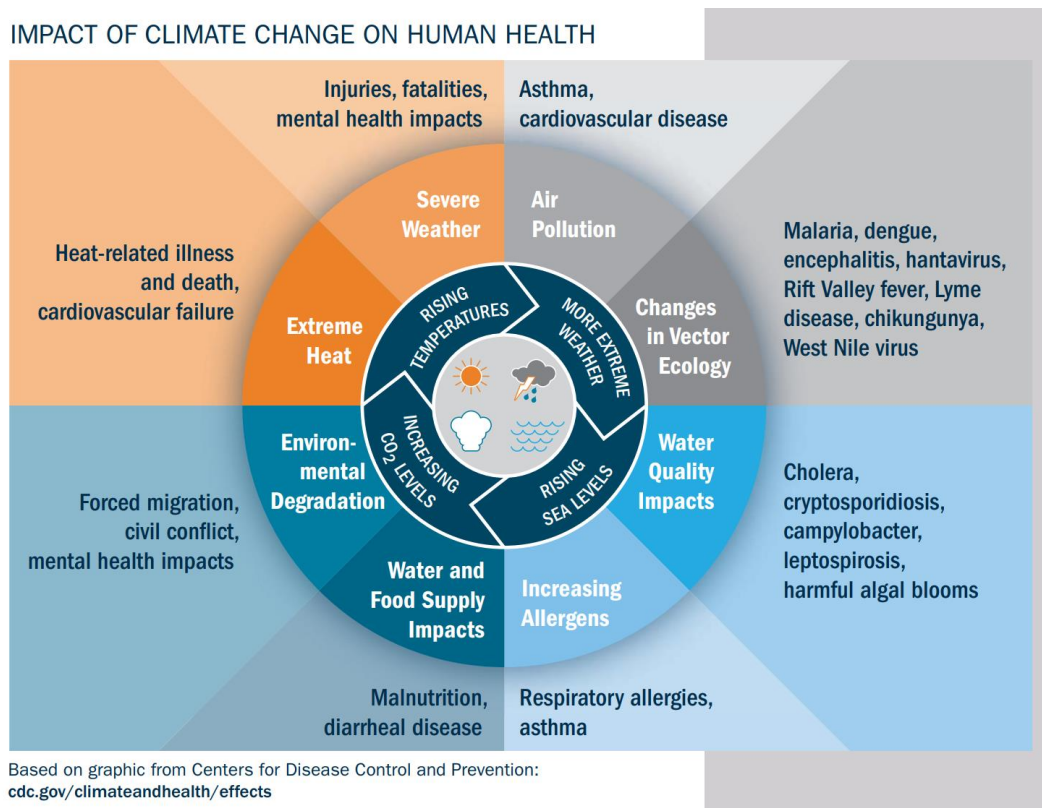 IMPACT OF CLIMATE CHANGE ON HUMAN HEALTH
Injuries, fatalities,
mental health impacts
Asthma,
cardiovascular disease
Severe
Weather
Air
Pollution
Heat-related illness
and death,
cardiovascular failure
Extreme
Heat
Changes
in Vector
Ecology
Malaria, dengue,
encephalitis, hantavirus,
Rift Valley fever, Lyme
disease, chikungunya,
West Nile virus
RISING
TEMPERATURES
MORE EXTREME
WEATHER
INCREASING
CO₂ LEVELS
RISING
SEA LEVELS
Forced migration,
civil conflict,
mental health impacts
Environ-
mental
Degradation
Water
Quality
Impacts
Cholera,
cryptosporidiosis,
campylobacter,
leptospirosis,
harmful algal blooms
Water and
Food Supply
Impacts
Increasing
Allergens
Malnutrition,
diarrheal disease
Respiratory allergies,
asthma
Based on graphic from Centers for Disease Control and Prevention:
cdc.gov/climateandhealth/effects